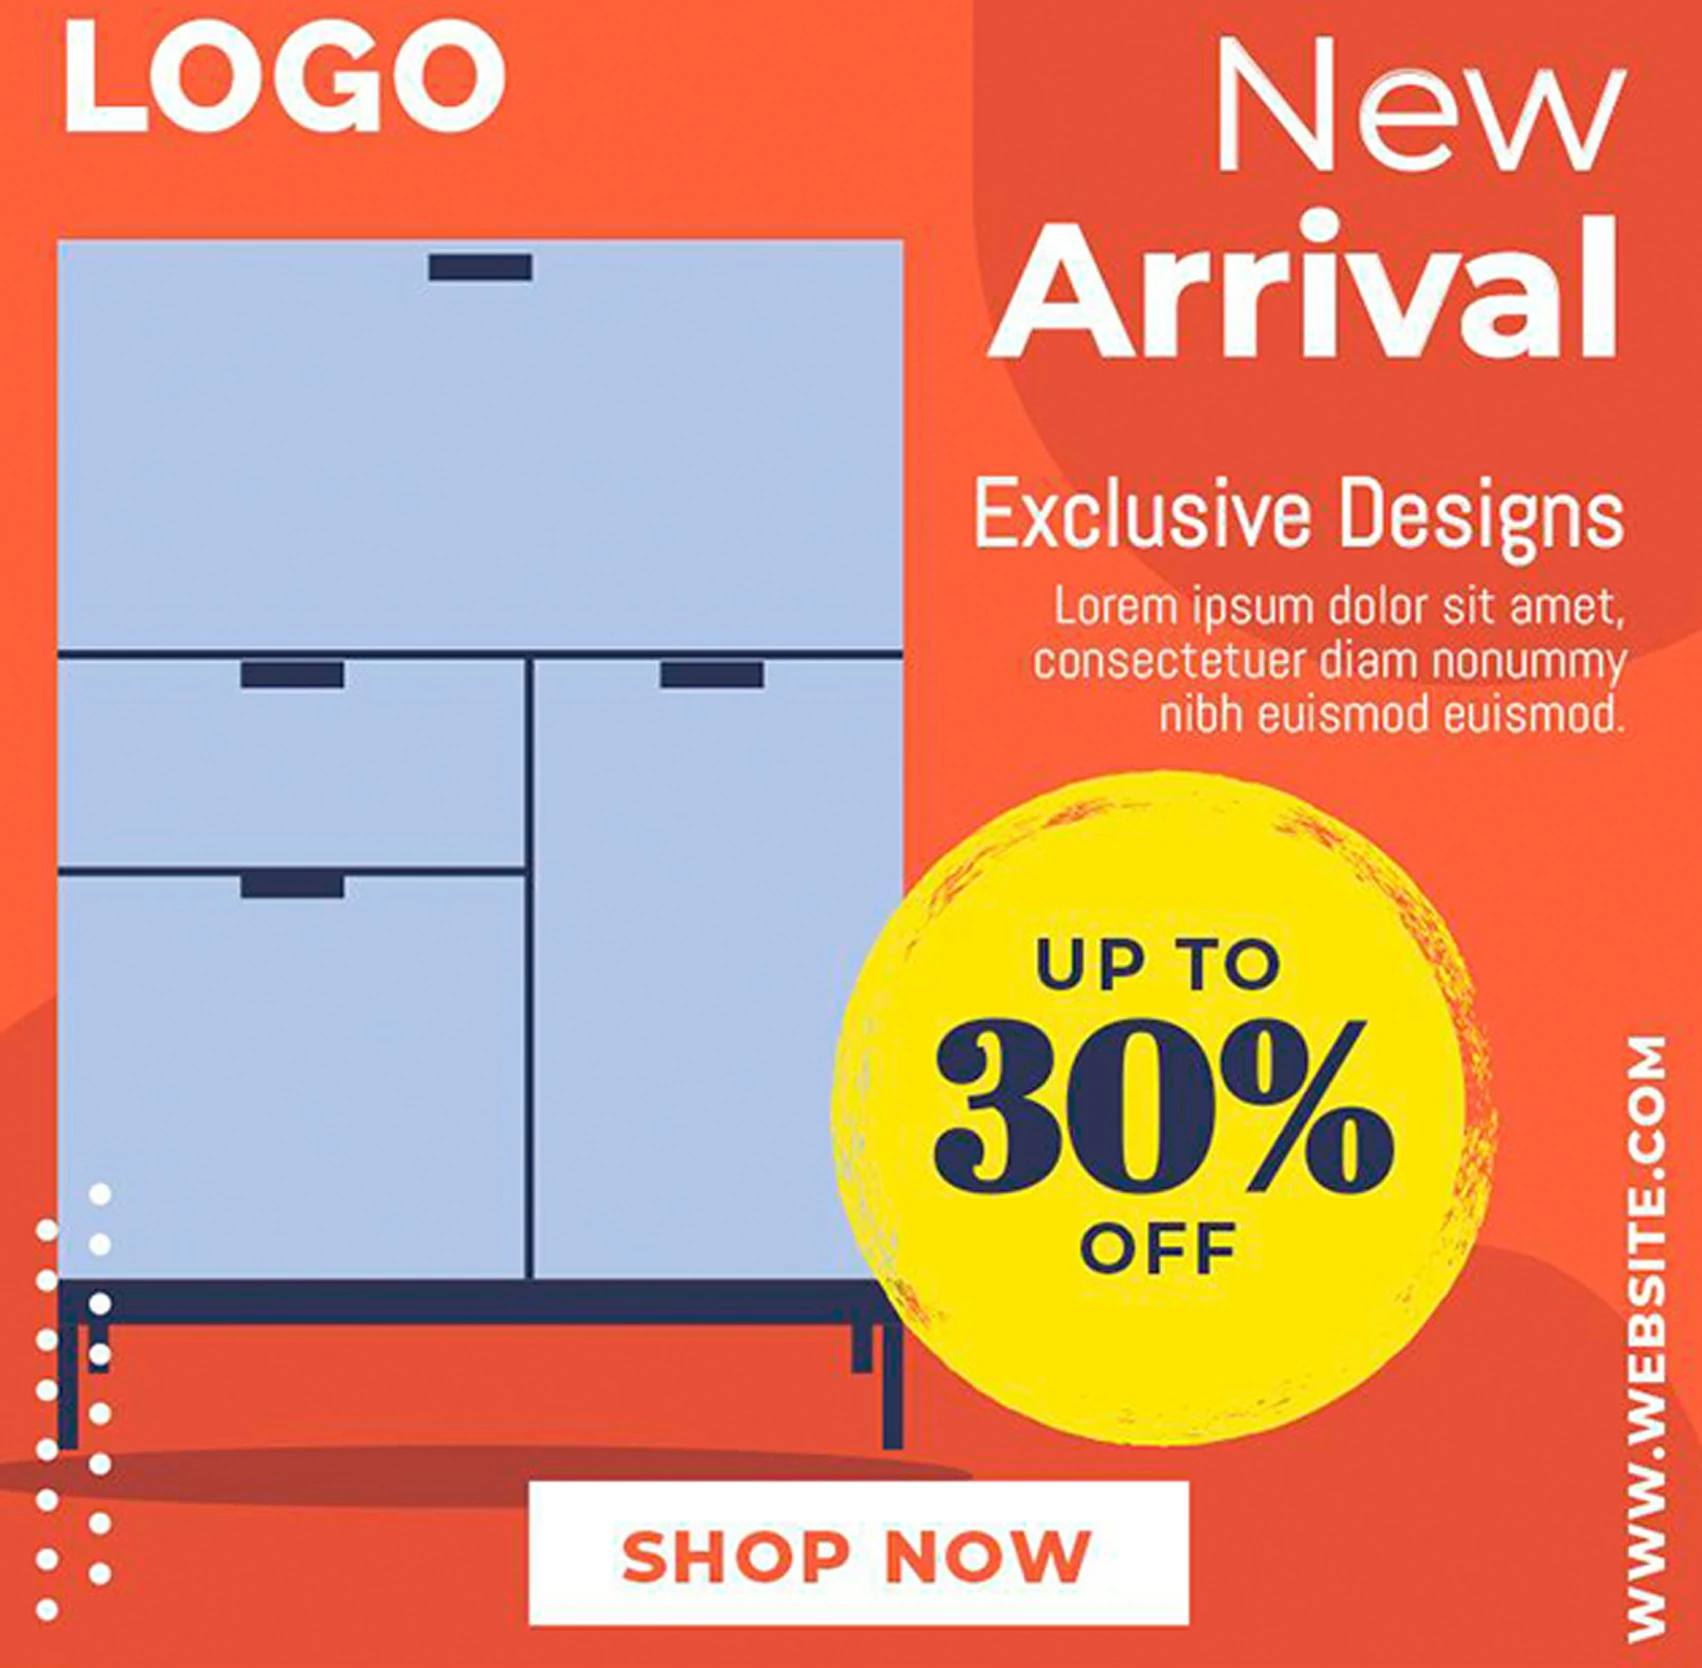 LOGO
New
Arrival
Exclusive Designs
Lorem ipsum dolor sit amet,
consectetuer diam nonummy
nibh euismod euismod.
UP TO
30%
OFF
SHOP NOW
WWW.WEBSITE.COM